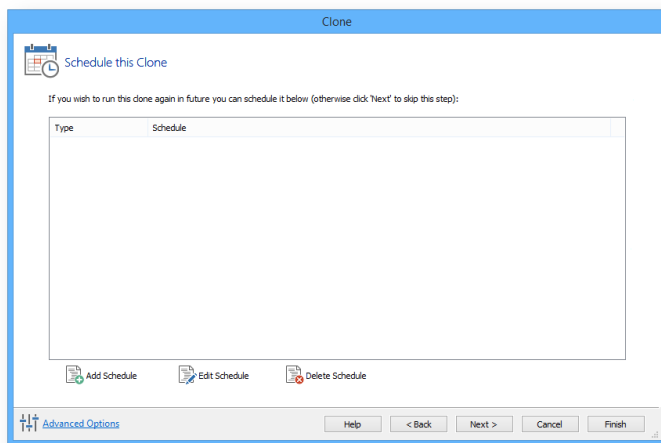 Clone
Schedule this Clone
If you wish to run this clone again in future you can schedule it below (otherwise click 'Next' to skip this step):
Type Schedule
Add Schedule Edit Schedule Delete Schedule
Advanced Options Help < Back Next > Cancel Finish